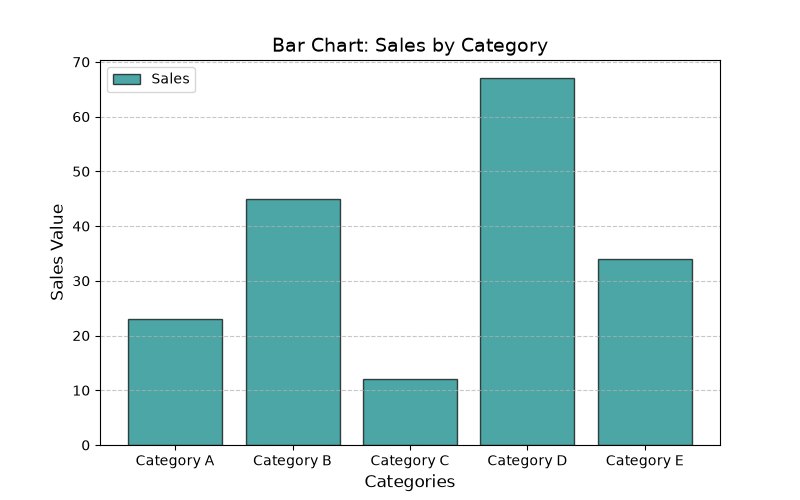 Bar Chart: Sales by Category
Sales
70
60
50
40
30
20
10
0
Sales Value
Category A Category B Category C Category D Category E
Categories